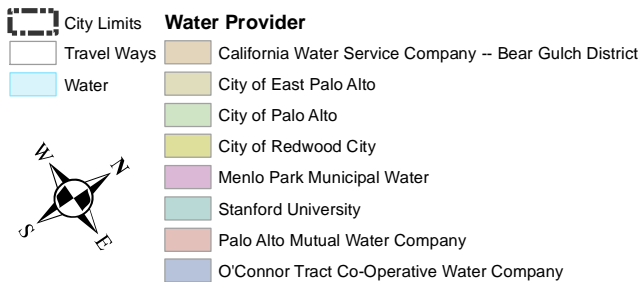 City Limits
Travel Ways
Water
Water Provider
California Water Service Company -- Bear Gulch District
City of East Palo Alto
City of Palo Alto
City of Redwood City
Menlo Park Municipal Water
Stanford University
Palo Alto Mutual Water Company
O'Connor Tract Co-Operative Water Company
W
N
S
E